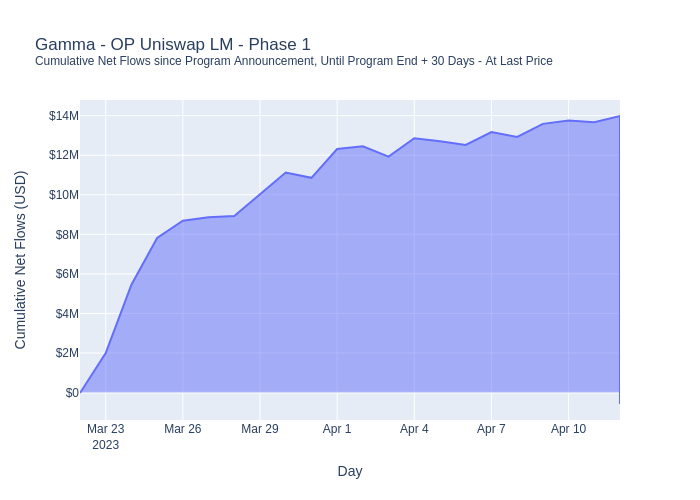 Gamma - OP Uniswap LM - Phase 1
Cumulative Net Flows since Program Announcement, Until Program End + 30 Days - At Last Price
Cumulative Net Flows (USD)
$14M
$12M
$10M
$8M
$6M
$4M
$2M
$0
Mar 23
2023
Mar 26
Mar 29
Apr 1
Apr 4
Apr 7
Apr 10
Day